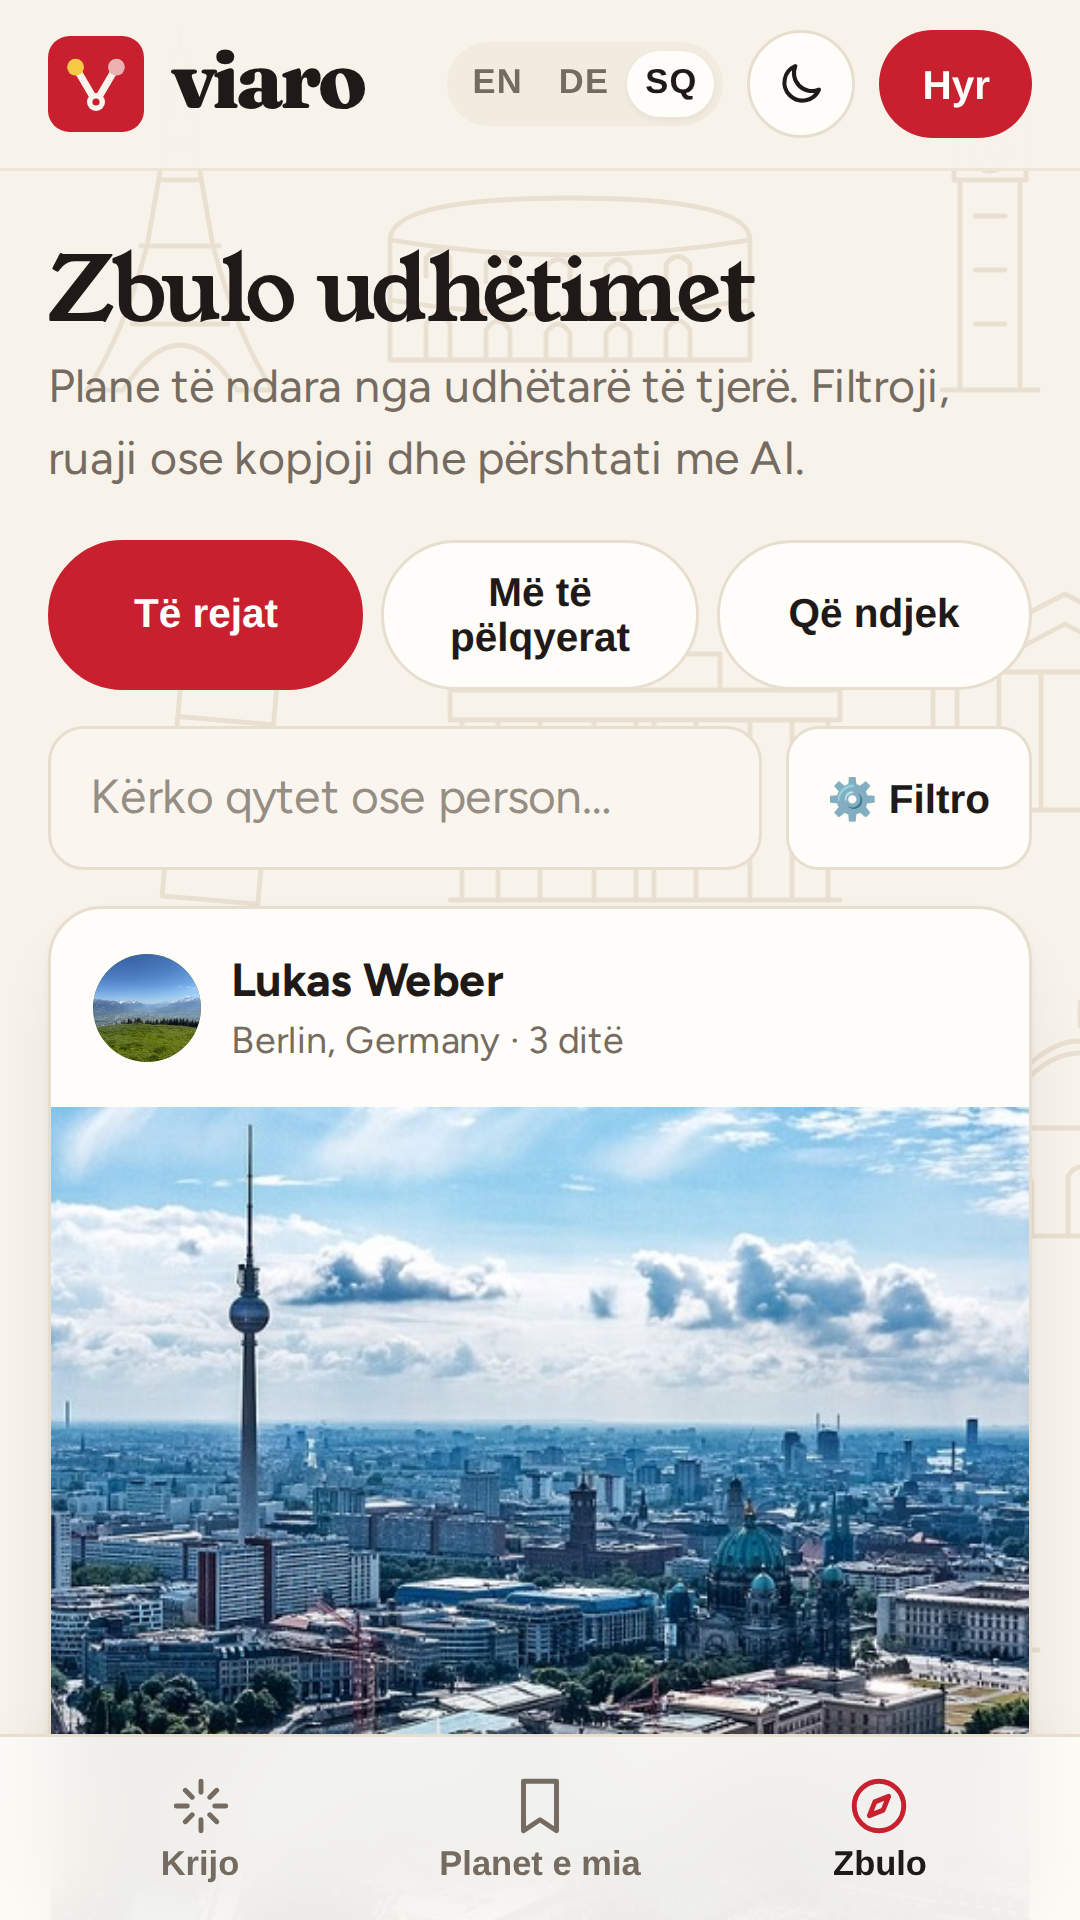 viaro
EN DE SQ
Hyr
Zbulo udhëtimet
Plane të ndara nga udhëtarë të tjerë. Filtroji,
ruaji ose kopjoji dhe përshtati me AI.
Të rejat
Më të
pëlqyerat
Që ndjek
Kërko qytet ose person...
⚙️ Filtro
Lukas Weber
Berlin, Germany · 3 ditë
Krijo
Planet e mia
Zbulo